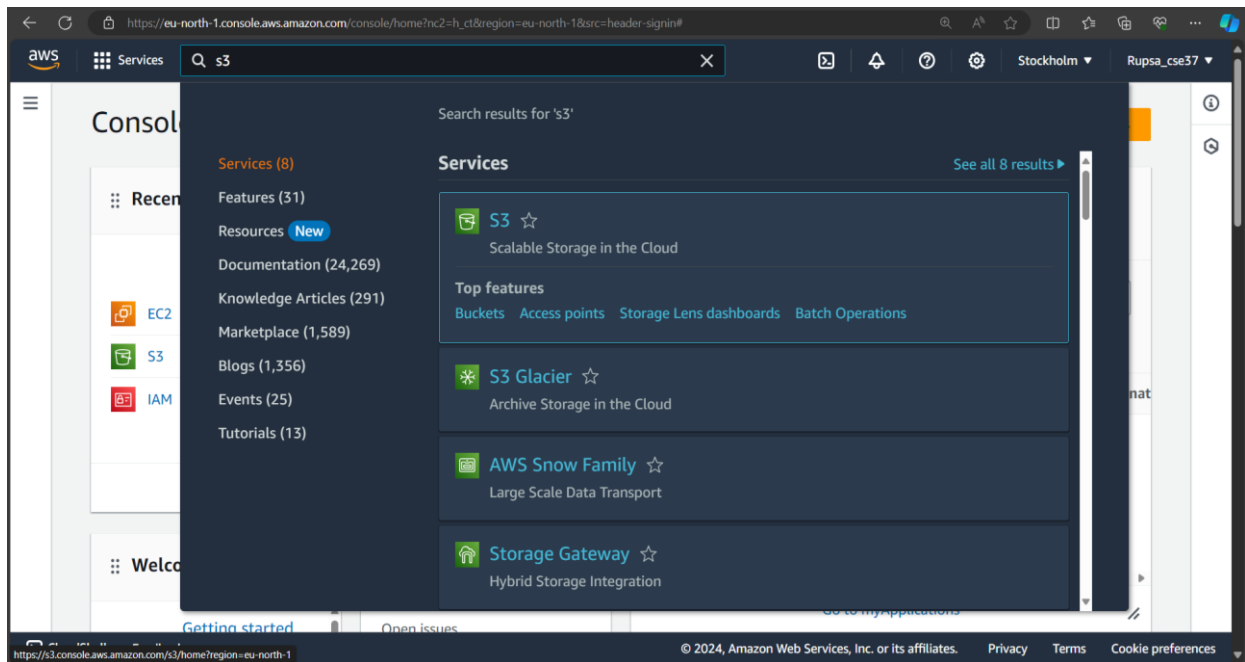 https://eu-north-1.console.aws.amazon.com/console/home?nc2=h_ct&region=eu-north-1&src=header-signin#
aws Services s3 Stockholm Rupsa_cse37
Search results for 's3'
Services (8)
Features (31)
Resources New
Documentation (24,269)
Knowledge Articles (291)
Marketplace (1,589)
Blogs (1,356)
Events (25)
Tutorials (13)
Services
See all 8 results
S3
Scalable Storage in the Cloud
Top features
Buckets Access points Storage Lens dashboards Batch Operations
S3 Glacier
Archive Storage in the Cloud
AWS Snow Family
Large Scale Data Transport
Storage Gateway
Hybrid Storage Integration
Consol
Recen
EC2
S3
IAM
nat
Welco
Getting started
Open issues
Go to myApplications
© 2024, Amazon Web Services, Inc. or its affiliates. Privacy Terms Cookie preferences
https://s3.console.aws.amazon.com/s3/home?region=eu-north-1